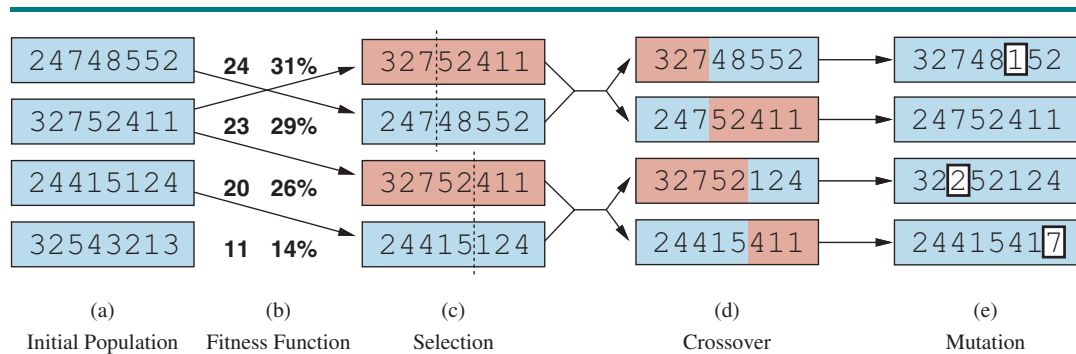 24748552 24 31% 32752411 32748552 32748152
32752411 23 29% 24748552 24752411 24752411
24415124 20 26% 32752411 32752124 32252124
32543213 11 14% 24415124 24415411 24415417
(a) (b) (c) (d) (e)
Initial Population Fitness Function Selection Crossover Mutation